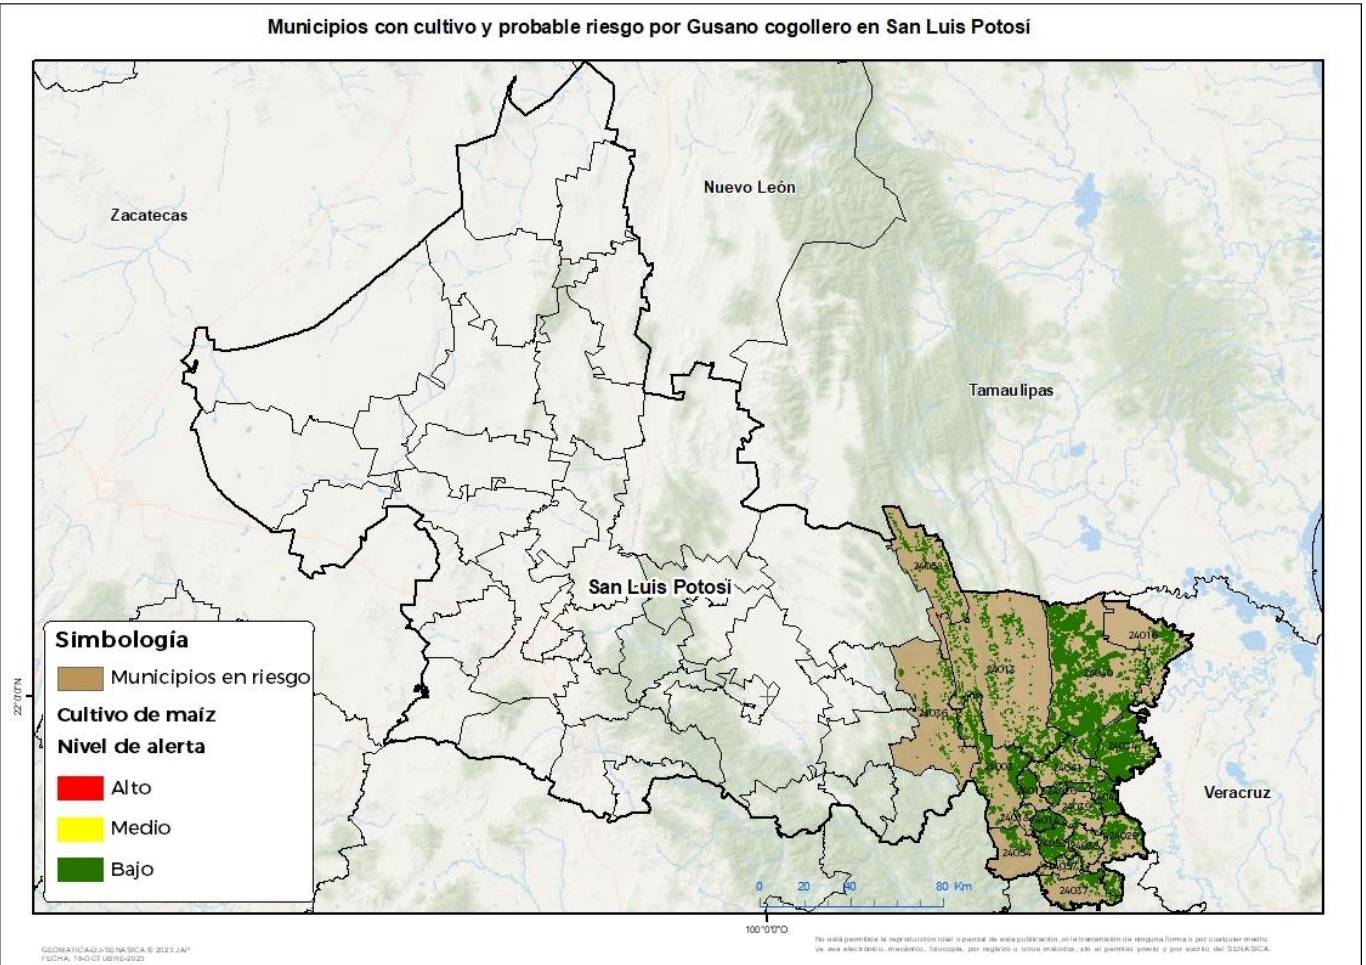 Municipios con cultivo y probable riesgo por Gusano cogollero en San Luis Potosí
Nuevo León
Zacatecas
Tamaulipas
24058
San Luis Potosí
24016
24013
22°0'0"N
24036
Veracruz
24029
24054
24037
Simbología
Municipios en riesgo
Cultivo de maíz
Nivel de alerta
Alto
Medio
Bajo
0 20 40 80 Km
100°0'0"O
GEOMATICA-DJ-SENASICA © 2023 JAP
FECHA: 18-OCTUBRE-2023
No está permitida la reproducción total o parcial de esta publicación, ni la transmisión de ninguna forma o por cualquier medio,
ya sea electrónico, mecánico, fotocopia, por registro u otros métodos, sin el permiso previo y por escrito del SENASICA.